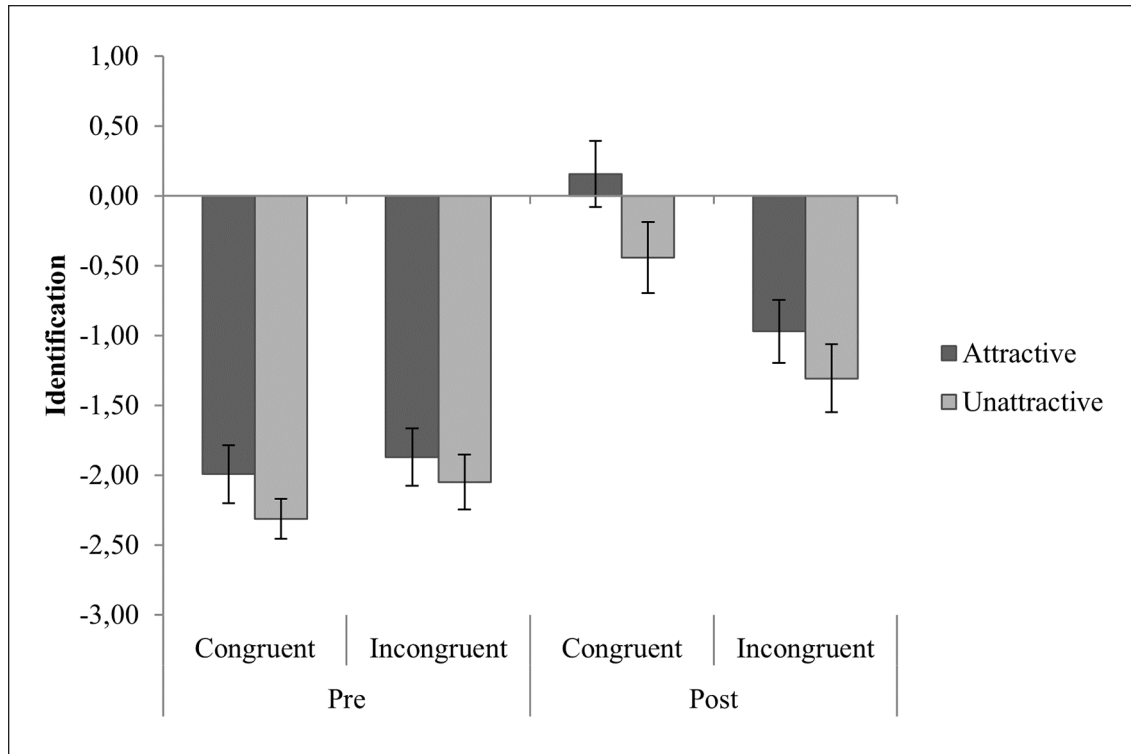 1,00
0,50
0,00
-0,50
-1,00
-1,50
-2,00
-2,50
-3,00
Identification
Congruent Incongruent Congruent Incongruent
Pre Post
Attractive
Unattractive